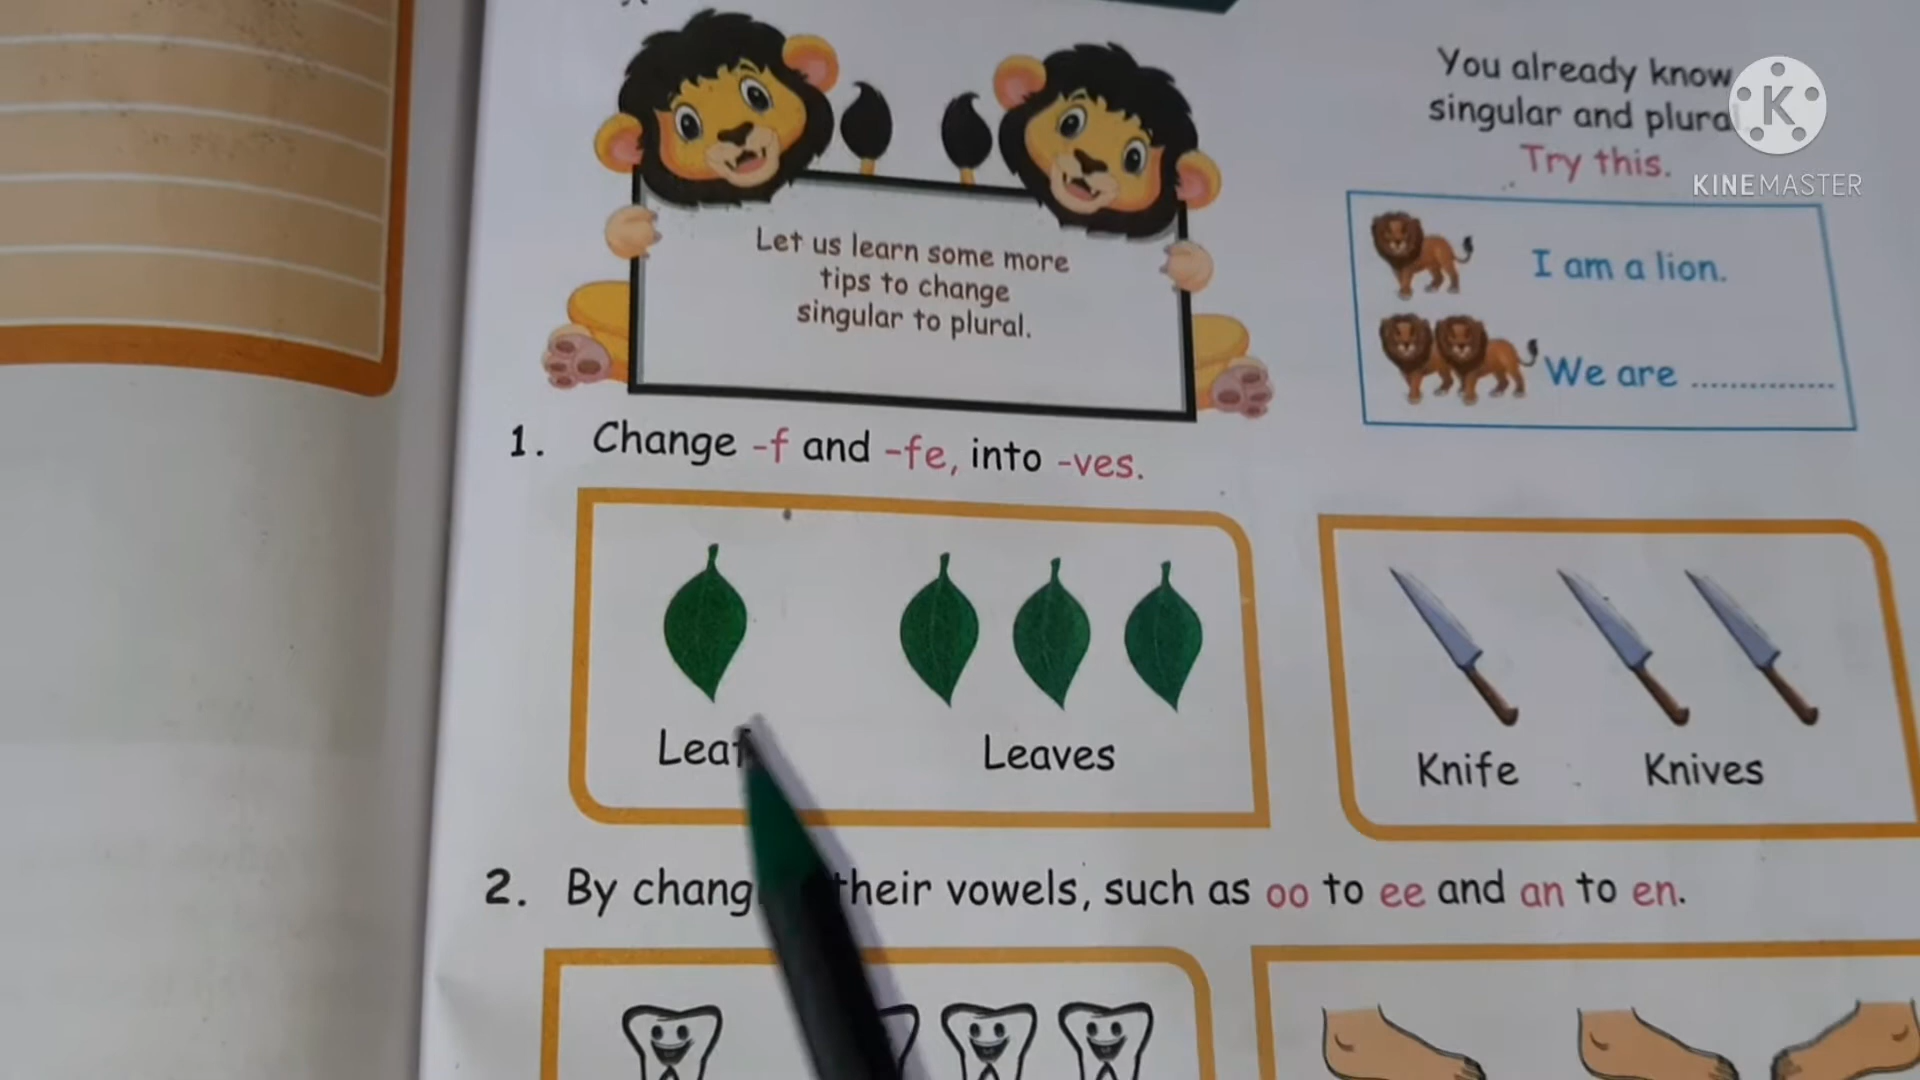 You already know
singular and plural
Try this.
KINEMASTER
Let us learn some more
tips to change
singular to plural.
I am a lion.
We are ...............
1. Change -f and -fe, into -ves.
Leaf Leaves
Knife Knives
2. By chang their vowels, such as oo to ee and an to en.